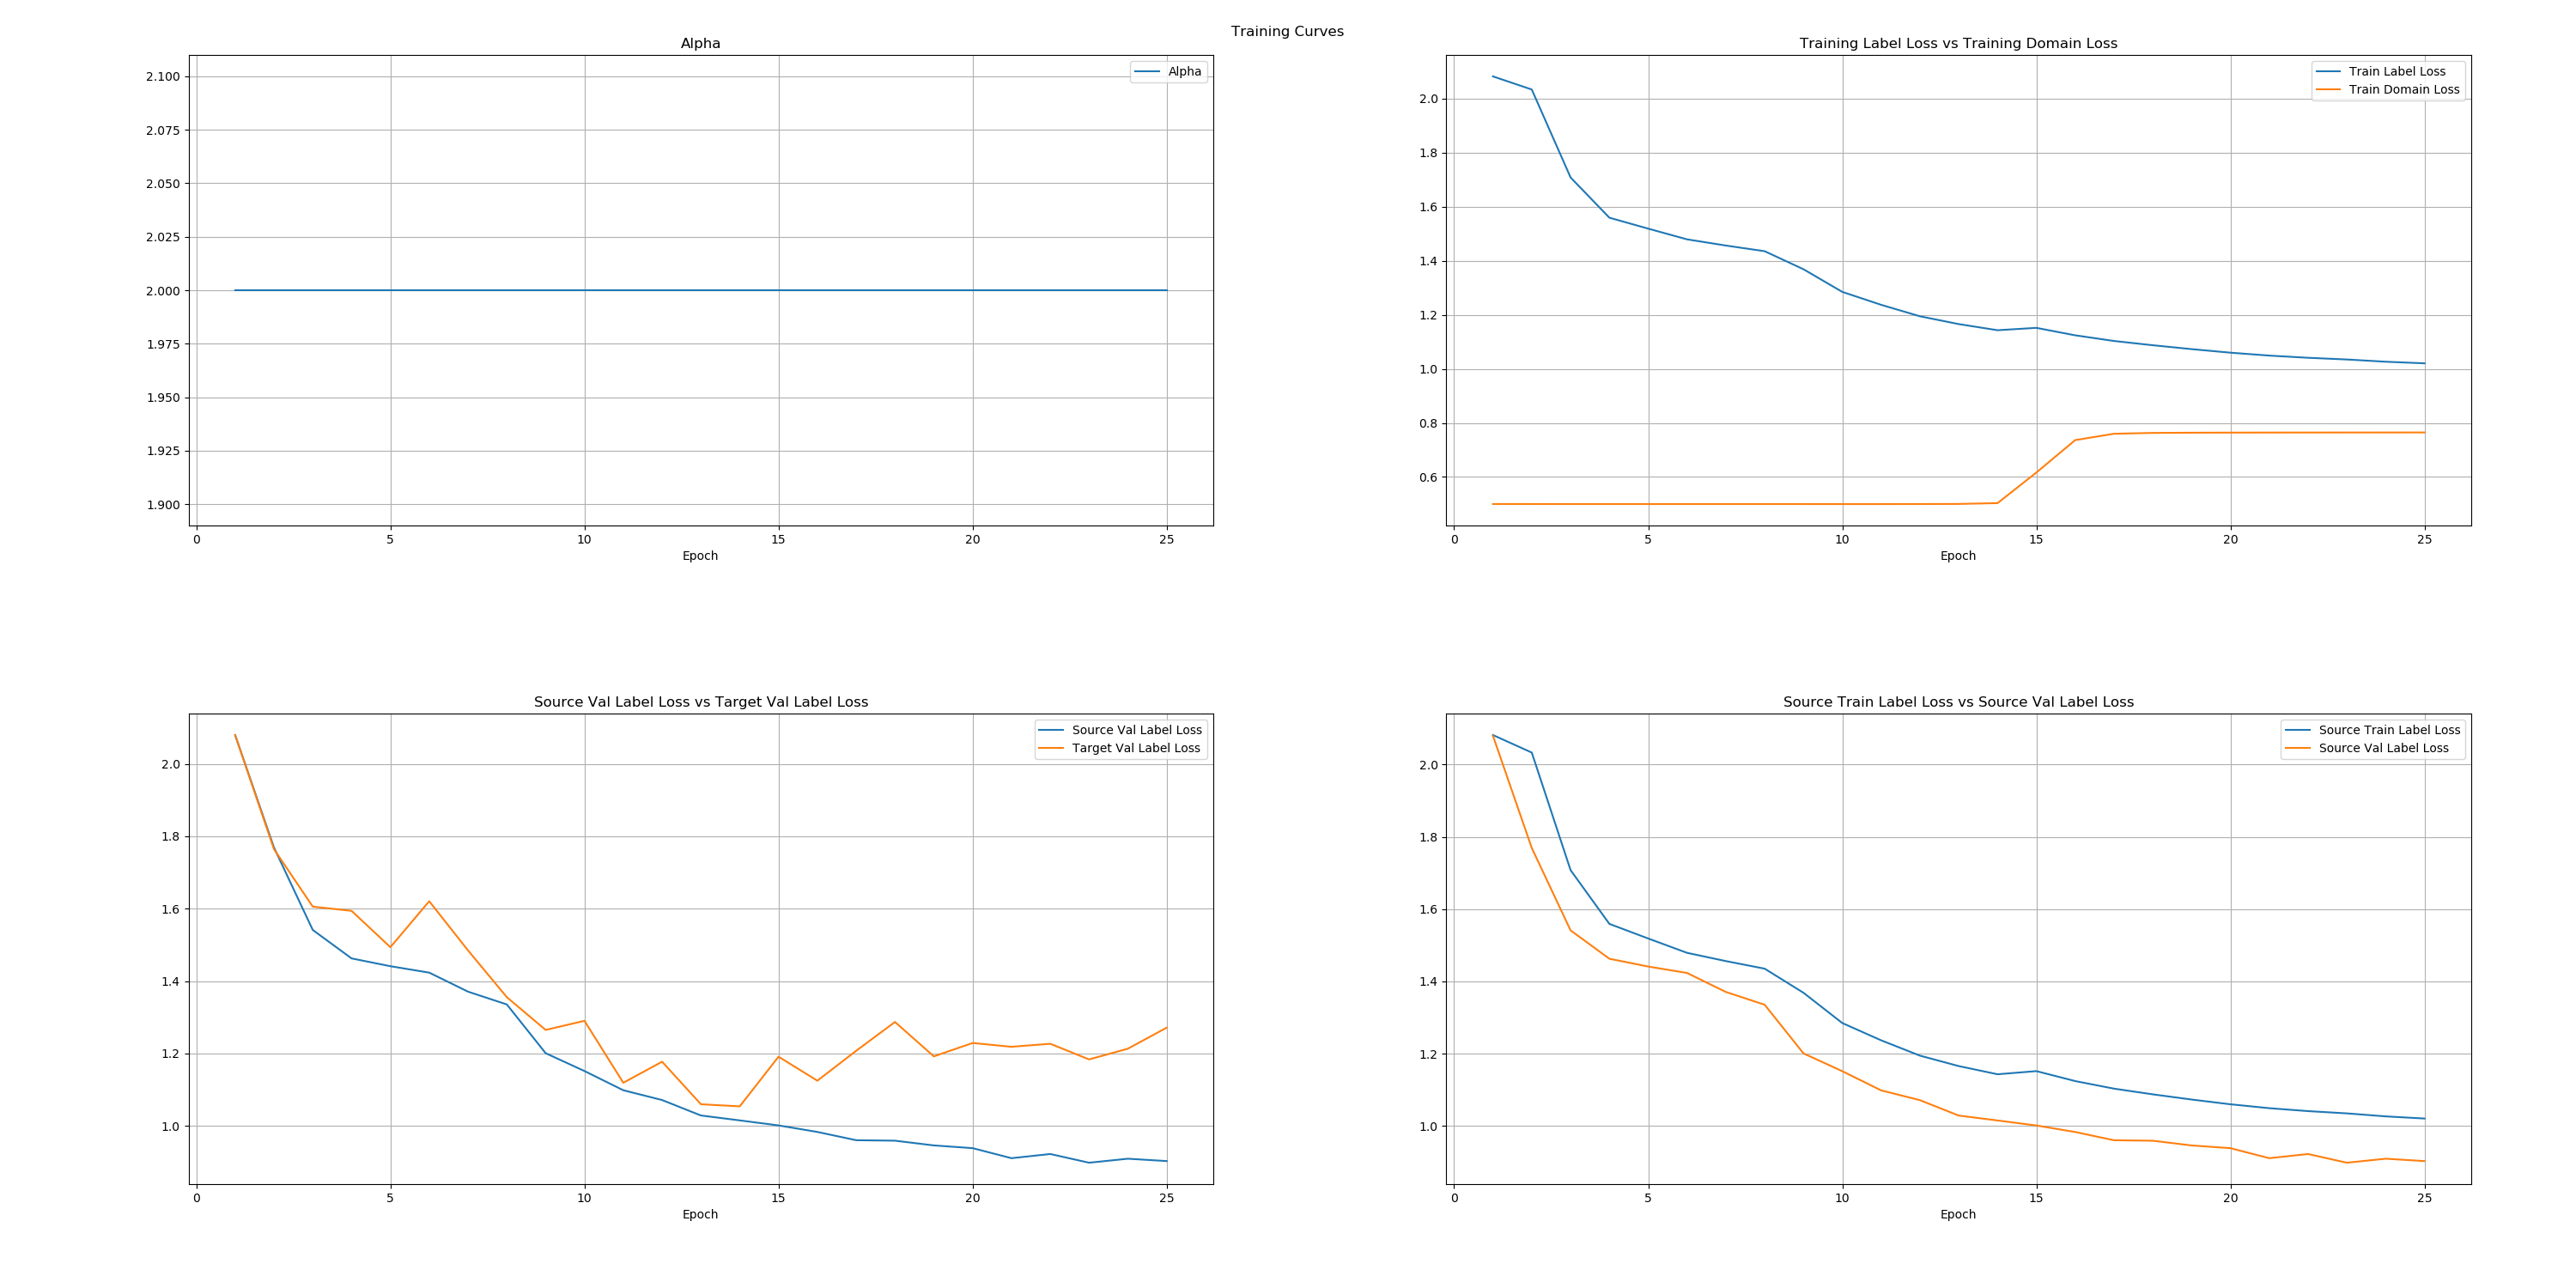 Training Curves
Alpha
Alpha
2.100
2.075
2.050
2.025
2.000
1.975
1.950
1.925
1.900
0 5 10 15 20 25
Epoch
Training Label Loss vs Training Domain Loss
Train Label Loss
Train Domain Loss
2.0
1.8
1.6
1.4
1.2
1.0
0.8
0.6
0 5 10 15 20 25
Epoch
Source Val Label Loss vs Target Val Label Loss
Source Val Label Loss
Target Val Label Loss
2.0
1.8
1.6
1.4
1.2
1.0
0 5 10 15 20 25
Epoch
Source Train Label Loss vs Source Val Label Loss
Source Train Label Loss
Source Val Label Loss
2.0
1.8
1.6
1.4
1.2
1.0
0 5 10 15 20 25
Epoch